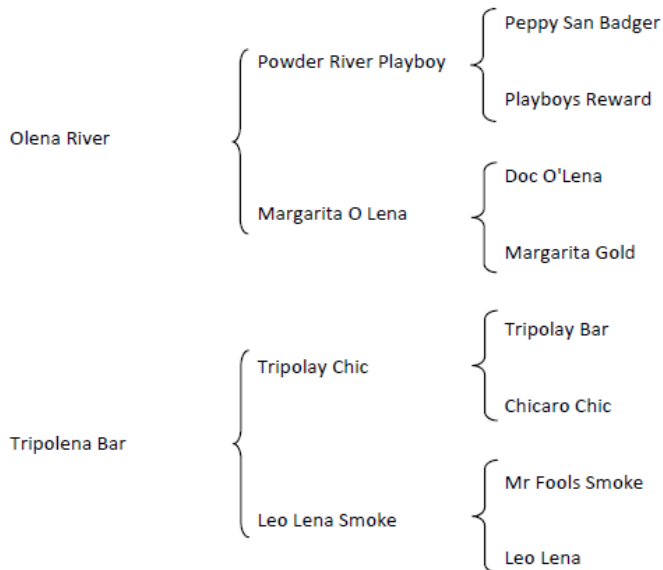 Peppy San Badger
Powder River Playboy
Playboys Reward
Olena River
Doc O'Lena
Margarita O Lena
Margarita Gold
Tripolay Bar
Tripolay Chic
Chicaro Chic
Tripolena Bar
Mr Fools Smoke
Leo Lena Smoke
Leo Lena